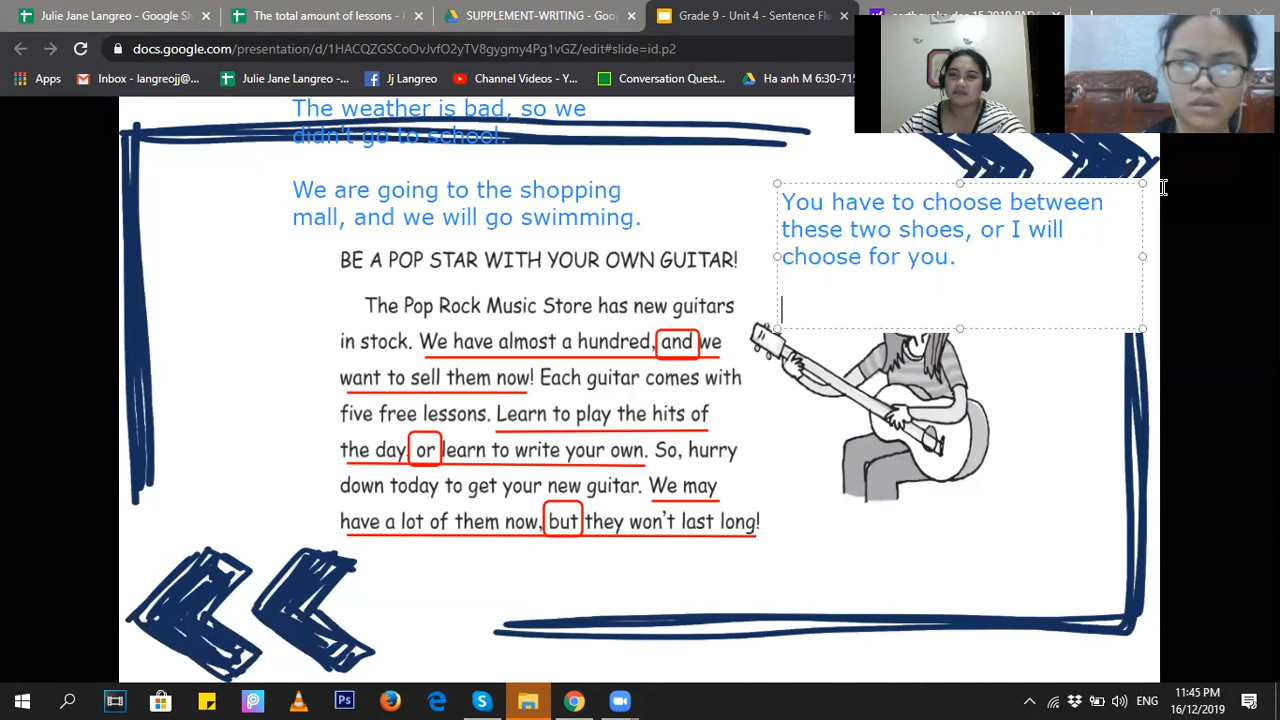 Julie Jane Langreo -
The total amount of lessons
SUPPLEMENT-WRITING - Goo
Grade 9 - Unit 4 - Sentence Flu
docs.google.com/presentation/d/1HACQZGSCoOvJvfO2yTV8gygmy4Pg1vGZ/edit#slide=id.p2
Apps
Inbox - langreojj@...
Julie Jane Langreo...
Jj Langreo
Channel Videos - Y...
Conversation Quest...
Ha anh M 6:30-715
The weather is bad, so we
didn't go to school.
We are going to the shopping
mall, and we will go swimming.
You have to choose between
these two shoes, or I will
choose for you.
BE A POP STAR WITH YOUR OWN GUITAR!
The Pop Rock Music Store has new guitars
in stock. We have almost a hundred, and we
want to sell them now! Each guitar comes with
five free lessons. Learn to play the hits of
the day, or learn to write your own. So, hurry
down today to get your new guitar. We may
have a lot of them now, but they won't last long!
ENG
11:45 PM
16/12/2019